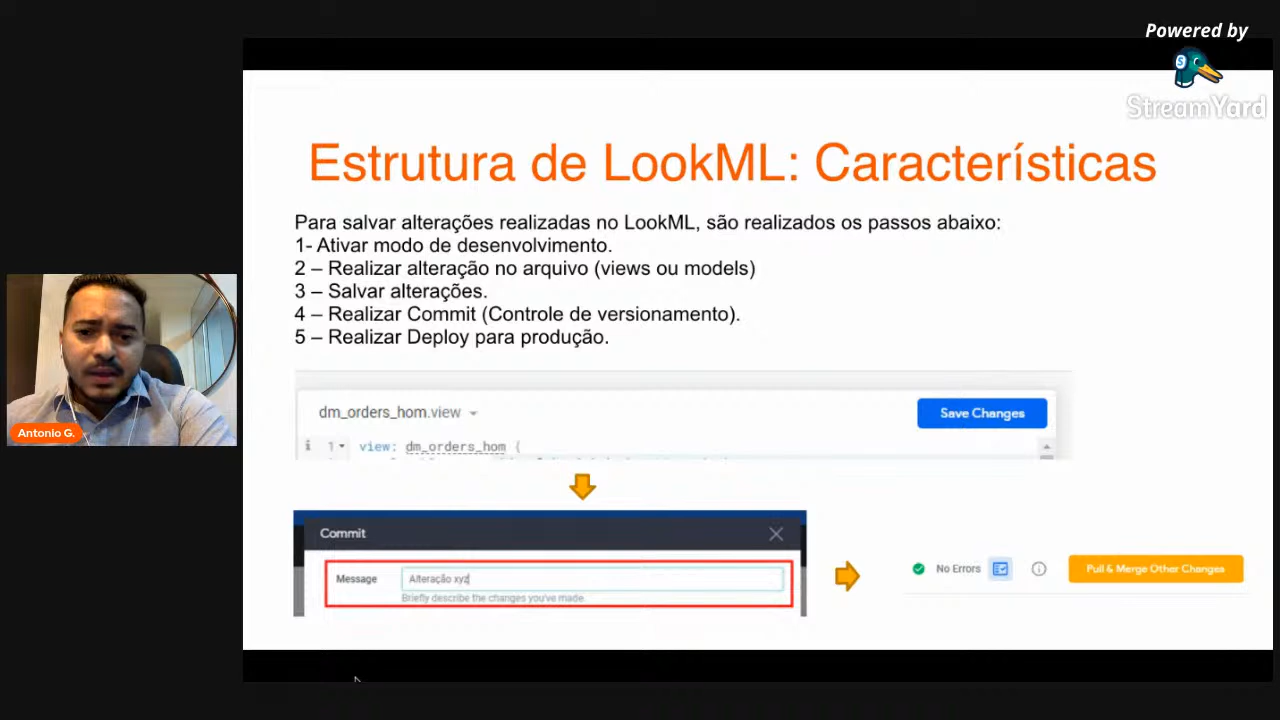 Powered by
StreamYard
Estrutura de LookML: Características
Para salvar alterações realizadas no LookML, são realizados os passos abaixo:
1- Ativar modo de desenvolvimento.
2 – Realizar alteração no arquivo (views ou models)
3 – Salvar alterações.
4 – Realizar Commit (Controle de versionamento).
5 – Realizar Deploy para produção.
dm_orders_hom.view
Save Changes
i 1 view: dm_orders_hom {
Antonio G.
Commit
Message Alteração xyz
Briefly describe the changes you've made.
No Errors
Pull & Merge Other Changes